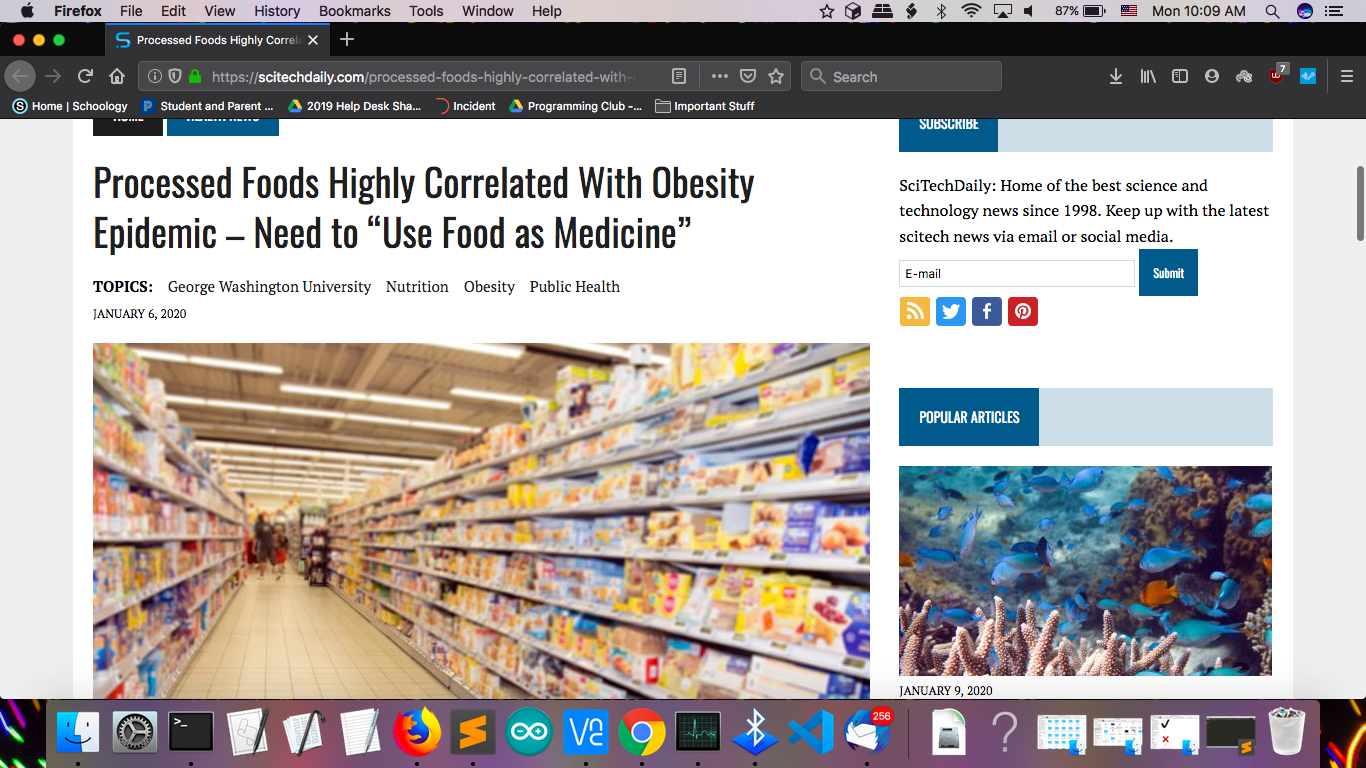 Firefox File Edit View History Bookmarks Tools Window Help 87% Mon 10:09 AM
Processed Foods Highly Correl
https://scitechdaily.com/processed-foods-highly-correlated-with- Search
7
Home | Schoology Student and Parent ... 2019 Help Desk Sha... Incident Programming Club -... Important Stuff
HOME HEALTH NEWS
SUBSCRIBE
Processed Foods Highly Correlated With Obesity
Epidemic – Need to “Use Food as Medicine”
TOPICS: George Washington University Nutrition Obesity Public Health
JANUARY 6, 2020
SciTechDaily: Home of the best science and
technology news since 1998. Keep up with the latest
scitech news via email or social media.
E-mail Submit
POPULAR ARTICLES
JANUARY 9, 2020
256